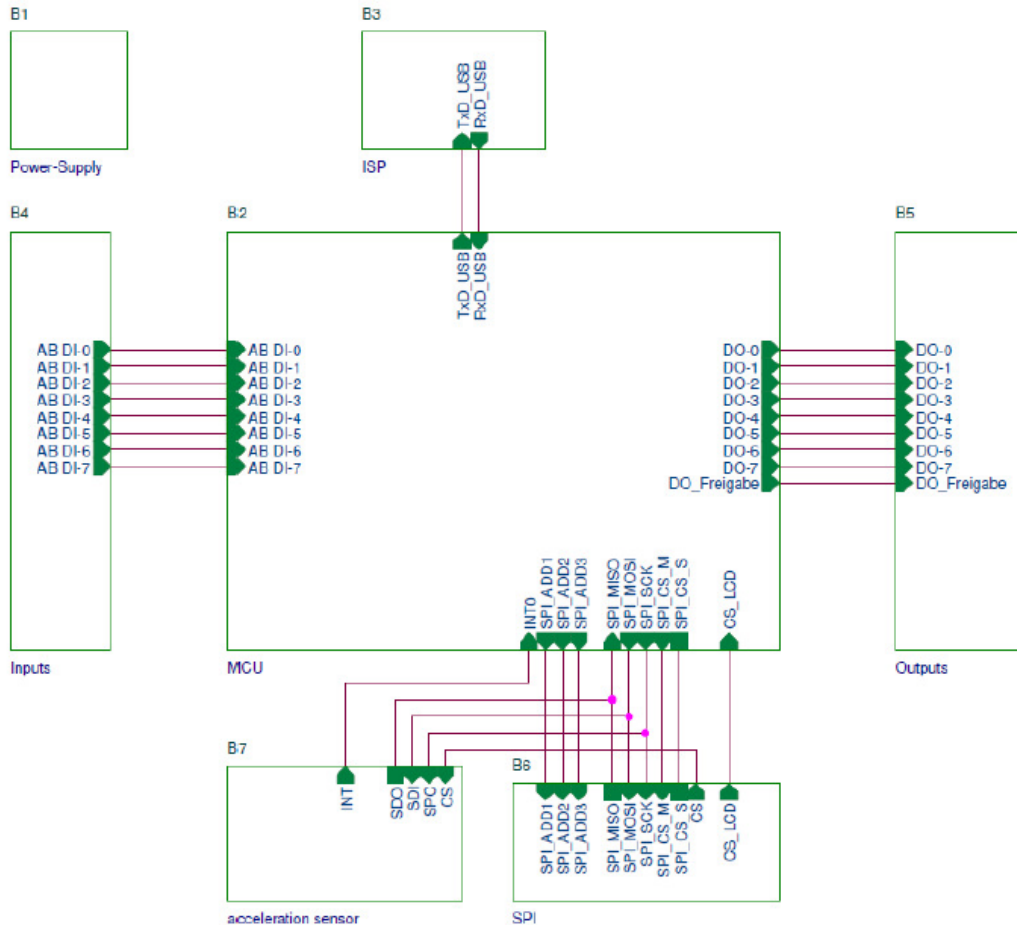 B1
B3
TxD_USB
RxD_USB
Power-Supply
ISP
B4
B2
B5
TxD_USB
RxD_USB
AB DI-0
AB DI-1
AB DI-2
AB DI-3
AB DI-4
AB DI-5
AB DI-6
AB DI-7
AB DI-0
AB DI-1
AB DI-2
AB DI-3
AB DI-4
AB DI-5
AB DI-6
AB DI-7
DO-0
DO-1
DO-2
DO-3
DO-4
DO-5
DO-6
DO-7
DO_Freigabe
DO-0
DO-1
DO-2
DO-3
DO-4
DO-5
DO-6
DO-7
DO_Freigabe
INT0
SPI_ADD1
SPI_ADD2
SPI_ADD3
SPI_MISO
SPI_MOSI
SPI_SCK
SPI_CS_M
SPI_CS_S
CS_LCD
Inputs
MCU
Outputs
B7
B6
INT
SDO
SDI
SPC
CS
SPI_ADD1
SPI_ADD2
SPI_ADD3
SPI_MISO
SPI_MOSI
SPI_SCK
SPI_CS_M
SPI_CS_S
CS
CS_LCD
acceleration sensor
SPI